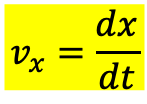 v_x = dx/dt